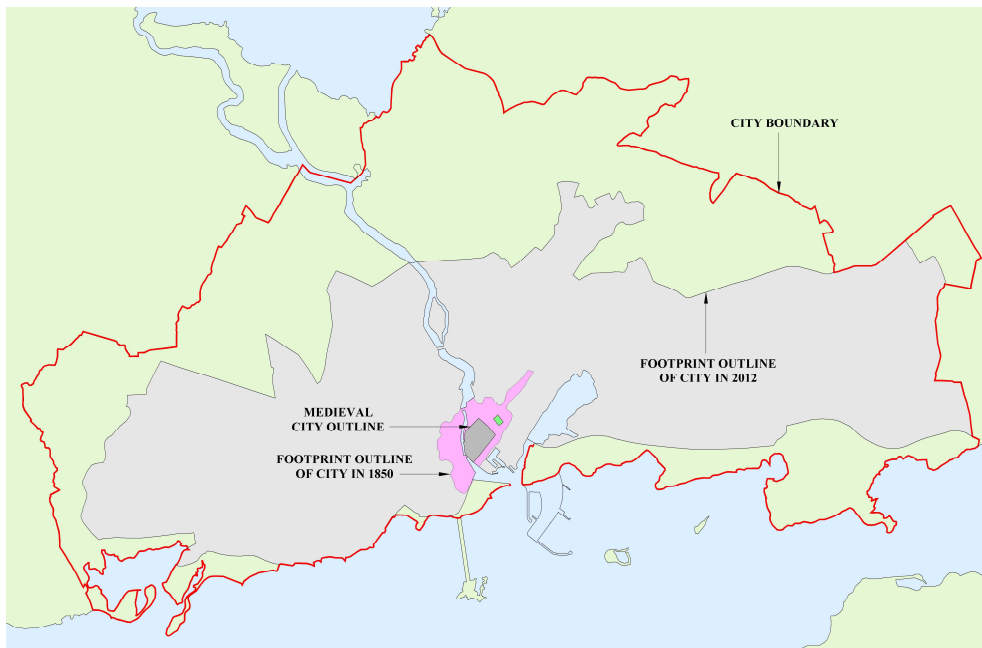 CITY BOUNDARY
FOOTPRINT OUTLINE
OF CITY IN 2012
MEDIEVAL
CITY OUTLINE
FOOTPRINT OUTLINE
OF CITY IN 1850